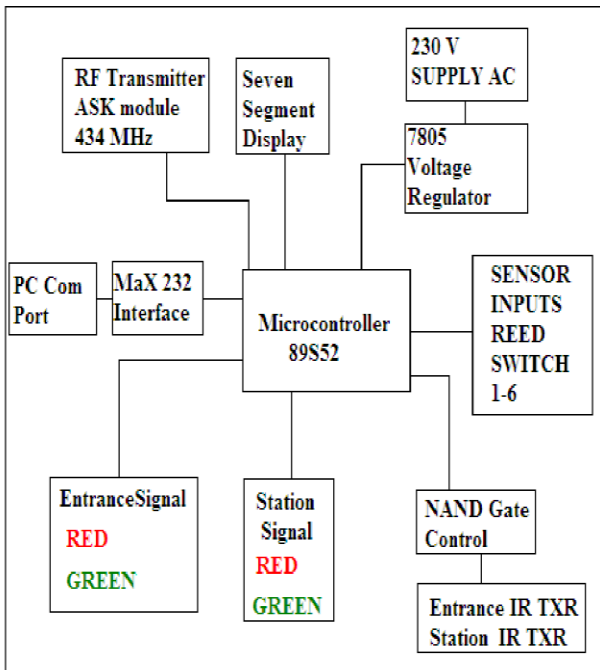 RF Transmitter
ASK module
434 MHz
Seven
Segment
Display
230 V
SUPPLY AC
7805
Voltage
Regulator
PC Com
Port
MaX 232
Interface
Microcontroller
89S52
SENSOR
INPUTS
REED
SWITCH
1-6
EntranceSignal
RED
GREEN
Station
Signal
RED
GREEN
NAND Gate
Control
Entrance IR TXR
Station IR TXR